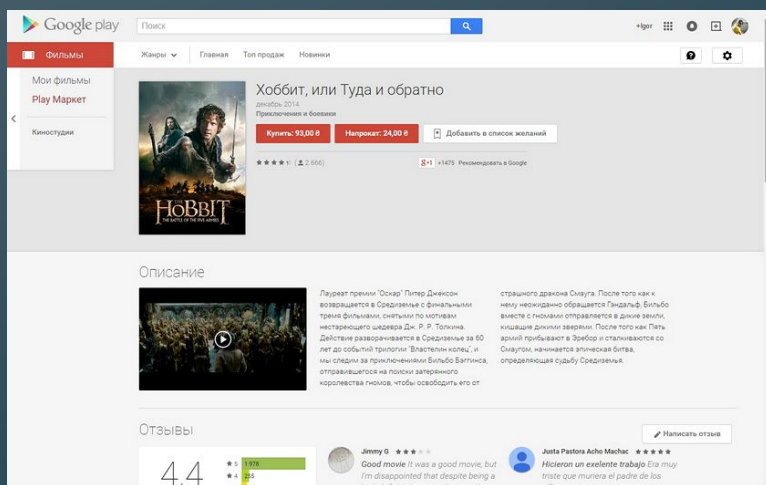 Google play
Поиск
+Igor
Фильмы
Жанры
Главная
Топ продаж
Новинки
Мои фильмы
Play Маркет
Киностудии
Хоббит, или Туда и обратно
декабрь 2014
Приключения и боевики
Купить: 93,00 ₴
Напрокат: 24,00 ₴
Добавить в список желаний
(2 666)
g+1 +1475 Рекомендовать в Google
THE HOBBIT
THE BATTLE OF THE FIVE ARMIES
Описание
Лауреат премии "Оскар" Питер Джексон
возвращается в Средиземье с финальными
тремя фильмами, снятыми по мотивам
нестареющего шедевра Дж. Р. Р. Толкина.
Действие разворачивается в Средиземье за 60
лет до событий трилогии "Властелин колец", и
мы следим за приключениями Бильбо Бэггинса,
отправившегося на поиски затерянного
королевства гномов, чтобы освободить его от
страшного дракона Смауга. После того как к
нему неожиданно обращается Гэндальф, Бильбо
вместе с гномами отправляется в дикие земли,
кишащие дикими зверями. После того как Пять
армий прибывают в Эребор и сталкиваются со
Смаугом, начинается эпическая битва,
определяющая судьбу Средиземья.
Отзывы
Написать отзыв
4,4
5 1 978
4 255
Jimmy G
Good movie It was a good movie, but
I'm disappointed that despite being a
Justa Pastora Acho Machac
Hicieron un exelente trabajo Era muy
triste que muriera el padre de los